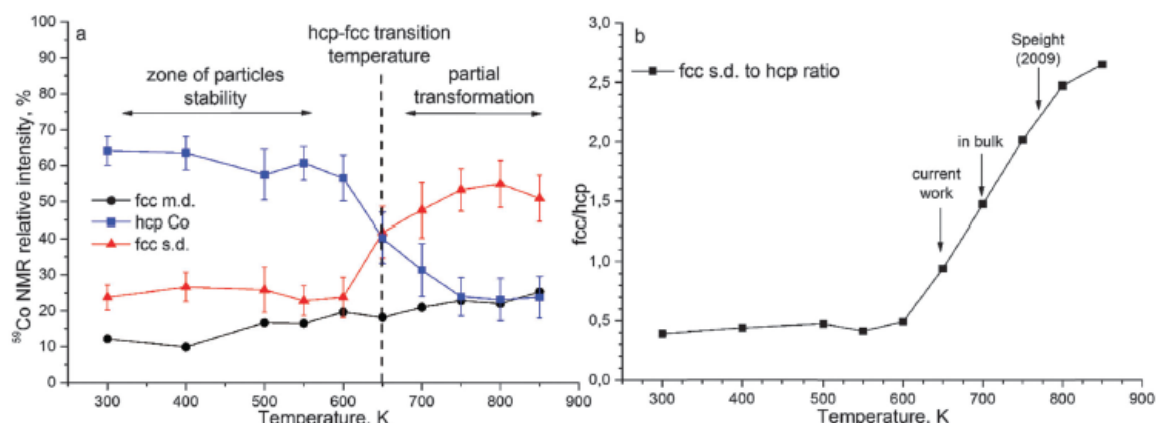 a
hcp-fcc transition
temperature
zone of particles
stability
partial
transformation
fcc m.d.
hcp Co
fcc s.d.
⁵⁹Co NMR relative intensity, %
100
90
80
70
60
50
40
30
20
10
0
300 400 500 600 700 800 900
Temperature, K
b
fcc s.d. to hcp ratio
Speight
(2009)
in bulk
current
work
fcc/hcp
3,0
2,5
2,0
1,5
1,0
0,5
0,0
300 400 500 600 700 800 900
Temperature, K